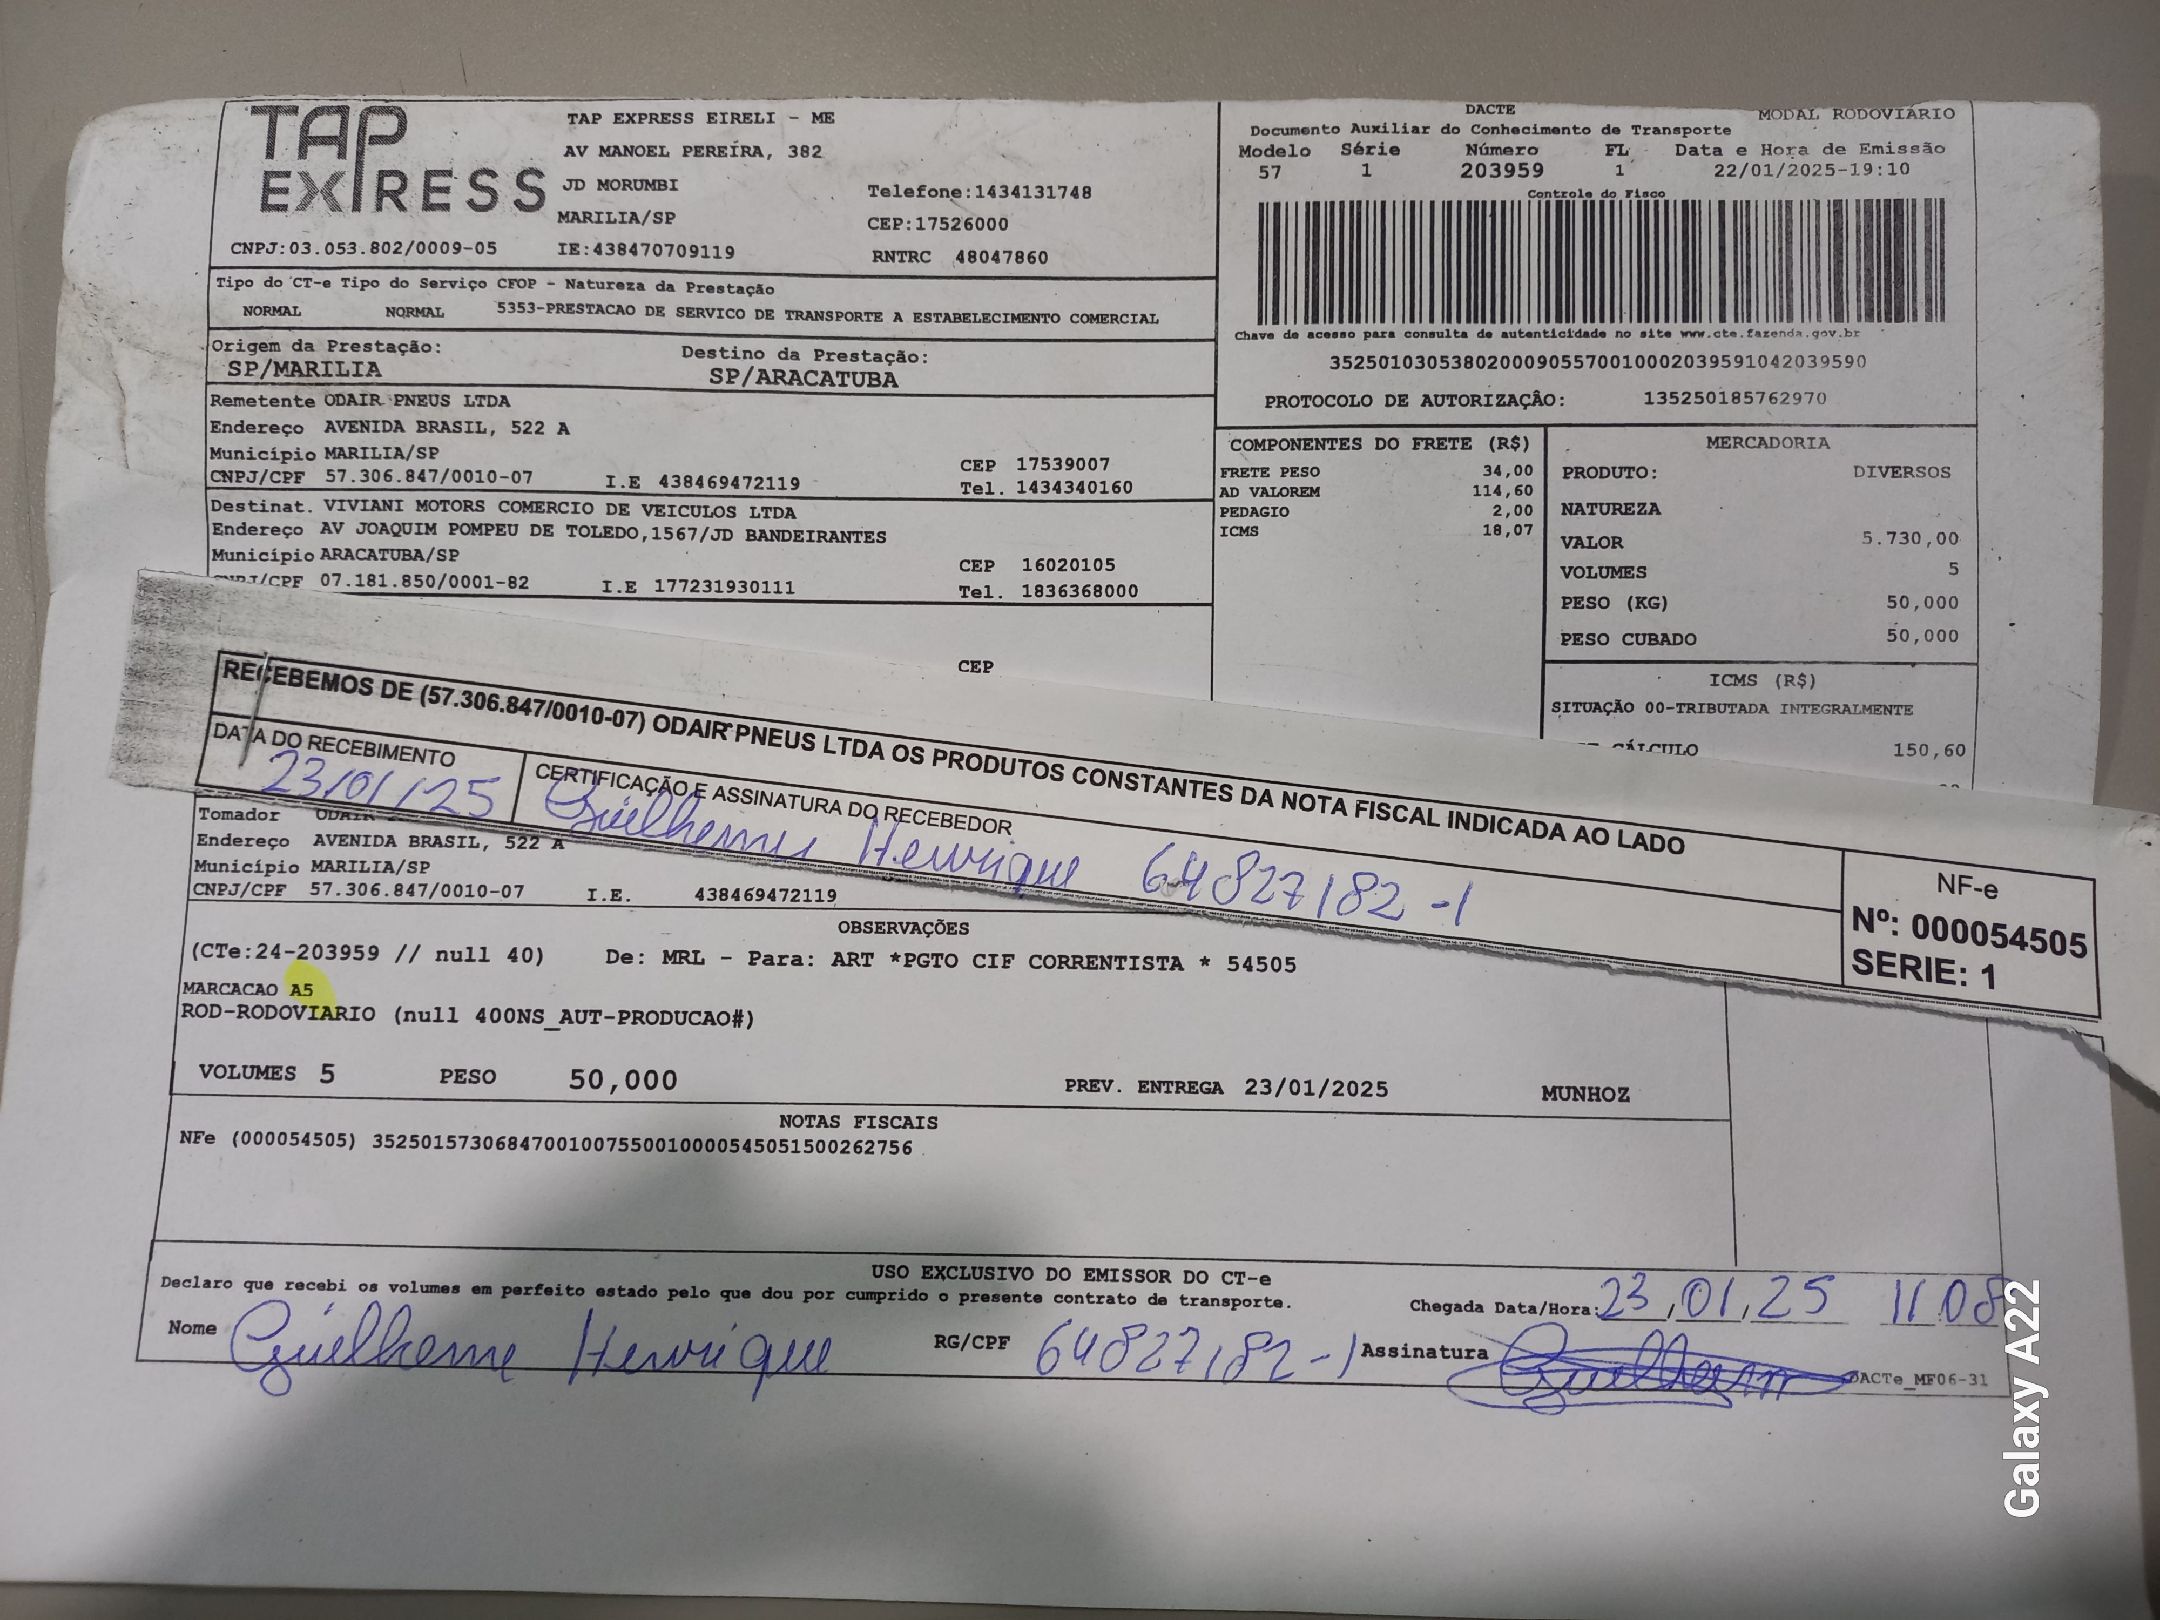 TAP EXPRESS
TAP EXPRESS EIRELI - ME
AV MANOEL PEREIRA, 382
JD MORUMBI
MARILIA/SP
Telefone:1434131748
CEP:17526000
CNPJ:03.053.802/0009-05 IE:438470709119 RNTRC 48047860
DACTE MODAL RODOVIARIO
Documento Auxiliar do Conhecimento de Transporte
Modelo Série Número FL Data e Hora de Emissão
57 1 203959 1 22/01/2025-19:10
Controle do Fisco
Chave de acesso para consulta de autenticidade no site www.cte.fazenda.gov.br
35250103053802000905570010002039591042039590
PROTOCOLO DE AUTORIZAÇÃO: 135250185762970
Tipo do CT-e Tipo do Serviço CFOP - Natureza da Prestação
NORMAL NORMAL 5353-PRESTACAO DE SERVICO DE TRANSPORTE A ESTABELECIMENTO COMERCIAL
Origem da Prestação: Destino da Prestação:
SP/MARILIA SP/ARACATUBA
Remetente ODAIR PNEUS LTDA
Endereço AVENIDA BRASIL, 522 A
Município MARILIA/SP CEP 17539007
CNPJ/CPF 57.306.847/0010-07 I.E 438469472119 Tel. 1434340160
Destinat. VIVIANI MOTORS COMERCIO DE VEICULOS LTDA
Endereço AV JOAQUIM POMPEU DE TOLEDO,1567/JD BANDEIRANTES
Município ARACATUBA/SP CEP 16020105
CNPJ/CPF 07.181.850/0001-82 I.E 177231930111 Tel. 1836368000
CEP
COMPONENTES DO FRETE (R$)
FRETE PESO 34,00
AD VALOREM 114,60
PEDAGIO 2,00
ICMS 18,07
MERCADORIA
PRODUTO: DIVERSOS
NATUREZA
VALOR 5.730,00
VOLUMES 5
PESO (KG) 50,000
PESO CUBADO 50,000
ICMS (R$)
SITUAÇÃO 00-TRIBUTADA INTEGRALMENTE
CÁLCULO 150,60
RECEBEMOS DE (57.306.847/0010-07) ODAIR PNEUS LTDA OS PRODUTOS CONSTANTES DA NOTA FISCAL INDICADA AO LADO
DATA DO RECEBIMENTO CERTIFICAÇÃO E ASSINATURA DO RECEBEDOR
23/01/25 Guilherme Henrique 64827182-1
NF-e
Nº: 000054505
SERIE: 1
Tomador ODAIR
Endereço AVENIDA BRASIL, 522 A
Município MARILIA/SP
CNPJ/CPF 57.306.847/0010-07 I.E. 438469472119
OBSERVAÇÕES
(CTe:24-203959 // null 40) De: MRL - Para: ART *PGTO CIF CORRENTISTA * 54505
MARCACAO A5
ROD-RODOVIARIO (null 400NS_AUT-PRODUCAO#)
VOLUMES 5 PESO 50,000 PREV. ENTREGA 23/01/2025 MUNHOZ
NOTAS FISCAIS
NFe (000054505) 35250157306847001007550010000545051500262756
USO EXCLUSIVO DO EMISSOR DO CT-e
Declaro que recebi os volumes em perfeito estado pelo que dou por cumprido o presente contrato de transporte.
Chegada Data/Hora: 23,01,25 11 08
Nome Guilherme Henrique RG/CPF 64827182-1 Assinatura Guilherm
DACTe_MF06-31
Galaxy A22